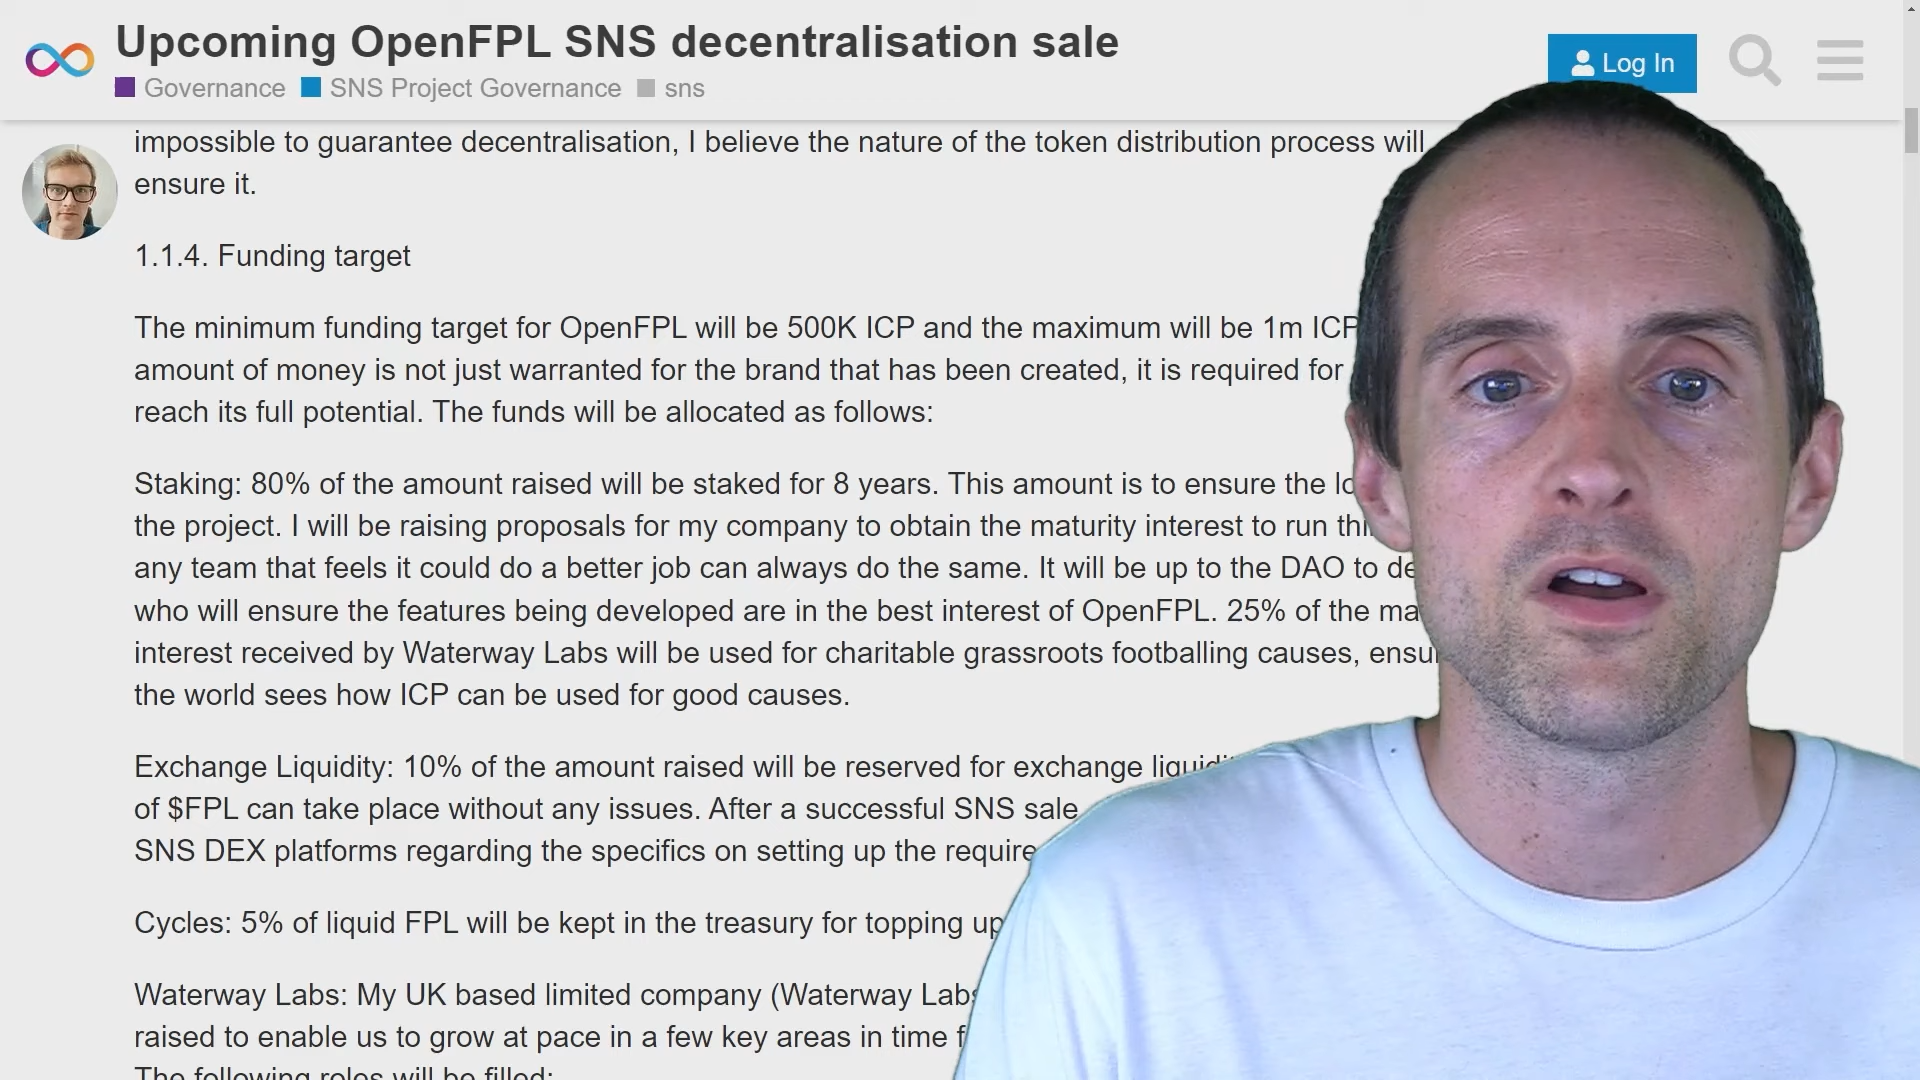 Upcoming OpenFPL SNS decentralisation sale
Governance SNS Project Governance sns
Log In
impossible to guarantee decentralisation, I believe the nature of the token distribution process will
ensure it.
1.1.4. Funding target
The minimum funding target for OpenFPL will be 500K ICP and the maximum will be 1m ICP
amount of money is not just warranted for the brand that has been created, it is required for
reach its full potential. The funds will be allocated as follows:
Staking: 80% of the amount raised will be staked for 8 years. This amount is to ensure the
the project. I will be raising proposals for my company to obtain the maturity interest to run
any team that feels it could do a better job can always do the same. It will be up to the DAO to
who will ensure the features being developed are in the best interest of OpenFPL. 25% of the
interest received by Waterway Labs will be used for charitable grassroots footballing causes,
the world sees how ICP can be used for good causes.
Exchange Liquidity: 10% of the amount raised will be reserved for exchange
of $FPL can take place without any issues. After a successful SNS sale
SNS DEX platforms regarding the specifics on setting up the
Cycles: 5% of liquid FPL will be kept in the treasury for topping up
Waterway Labs: My UK based limited company (Waterway Labs
raised to enable us to grow at pace in a few key areas in time
The following roles will be filled: